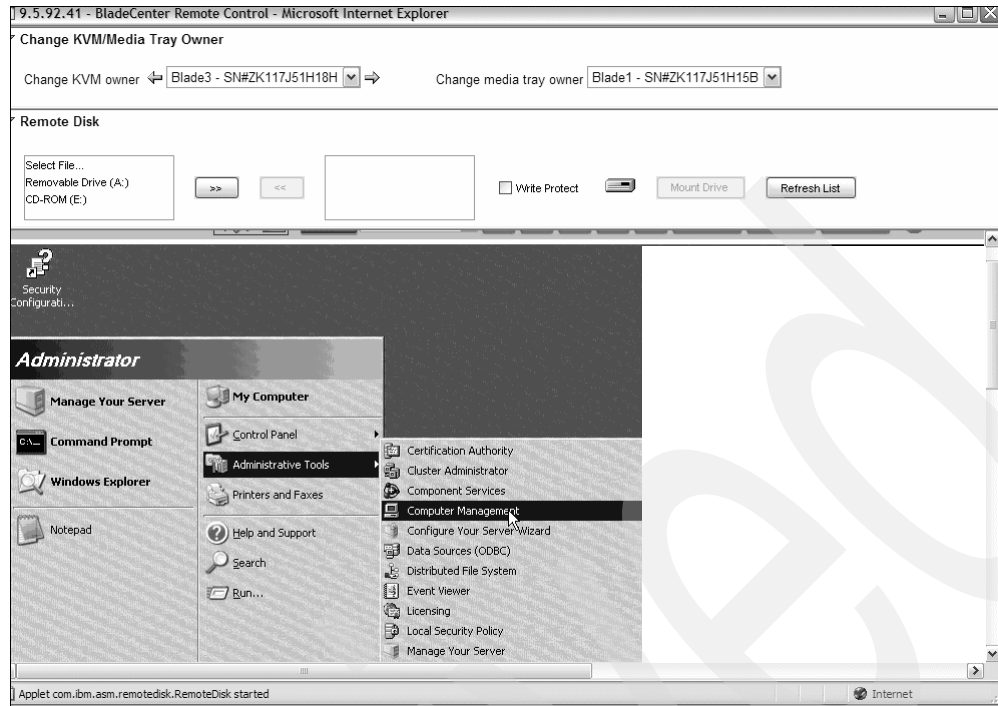 9.5.92.41 - BladeCenter Remote Control - Microsoft Internet Explorer
Change KVM/Media Tray Owner
Change KVM owner Blade3 - SN#ZK117J51H18H Change media tray owner Blade1 - SN#ZK117J51H15B
Remote Disk
Select File...
Removable Drive (A:)
CD-ROM (E:)
>> << Write Protect Mount Drive Refresh List
Security
Configurati...
Administrator
Manage Your Server
Command Prompt
Windows Explorer
Notepad
My Computer
Control Panel
Administrative Tools
Printers and Faxes
Help and Support
Search
Run...
Certification Authority
Cluster Administrator
Component Services
Computer Management
Configure Your Server Wizard
Data Sources (ODBC)
Distributed File System
Event Viewer
Licensing
Local Security Policy
Manage Your Server
Applet com.ibm.asm.remotedisk.RemoteDisk started Internet